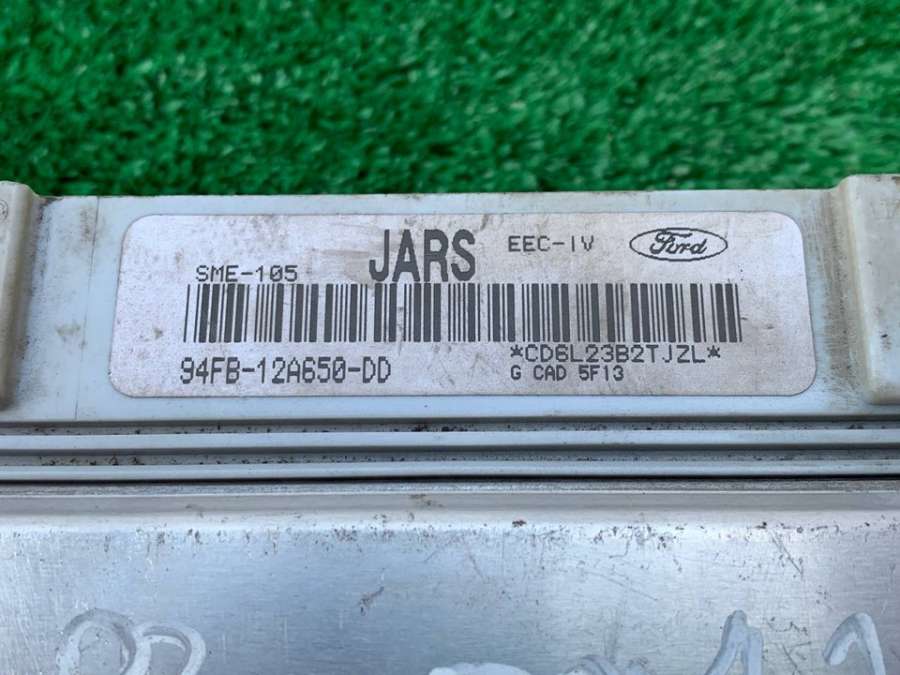 JARS EEC-IV Ford
SME-105
*CD6L23B2TJZL*
94FB-12A650-DD
G CAD 5F13